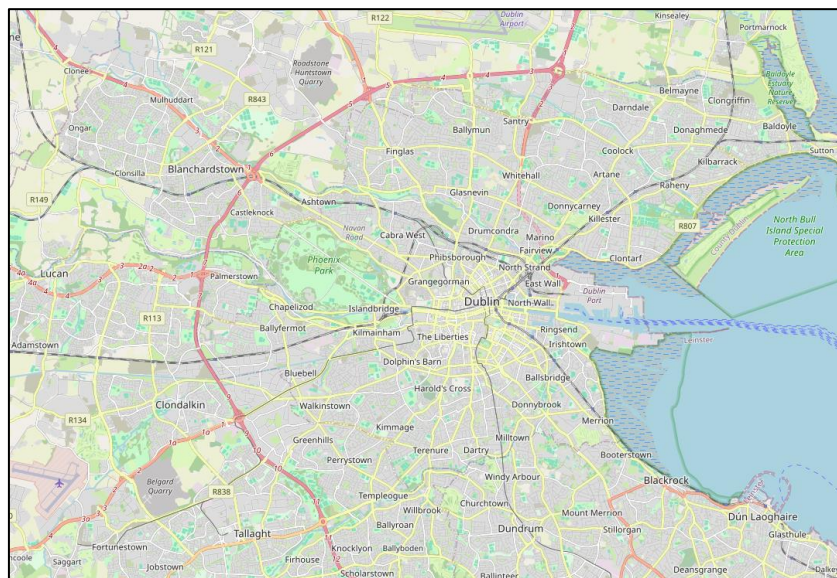 Kinsealey
Portmarnock
R122
Dublin
Airport
R121
Roadstone
Huntstown
Quarry
Clonee
Mulhuddart
R843
Baldoyle
Estuary
Nature
Reserve
Belmayne
Clongriffin
Darndale
Santry
Ballymun
Ongar
Donaghmede
Baldoyle
Finglas
Coolock
Sutton
Kilbarrack
Blanchardstown
Clonsilla
Whitehall
Artane
Raheny
Glasnevin
R149
Ashtown
Donnycarney
Killester
Castleknock
Navan
Road
Cabra West
Drumcondra
Marino
R807
County Dublin
North Bull
Island Special
Protection
Area
Fairview
Clontarf
Phibsborough
Phoenix
Park
North Strand
Lucan
Palmerstown
Grangegorman
East Wall
Dublin
Port
Dublin
North Wall
Chapelizod
Islandbridge
R113
Ballyfermot
Kilmainham
The Liberties
Ringsend
Irishtown
Leinster
Adamstown
Dolphin's Barn
Bluebell
Ballsbridge
Harold's Cross
Clondalkin
Walkinstown
Donnybrook
R134
Kimmage
Merrion
Greenhills
Milltown
Terenure
Dartry
Booterstown
Perrystown
Belgard
Quarry
Windy Arbour
Blackrock
R838
Templeogue
Churchtown
Willbrook
Mount Merrion
Dún Laoghaire
Ballyroan
Dundrum
Stillorgan
Glasthule
Tallaght
Fortunestown
Knocklyon
Ballyboden
Saggart
Jobstown
Firhouse
Scholarstown
Ballinteer
Deansgrange
Dalkey